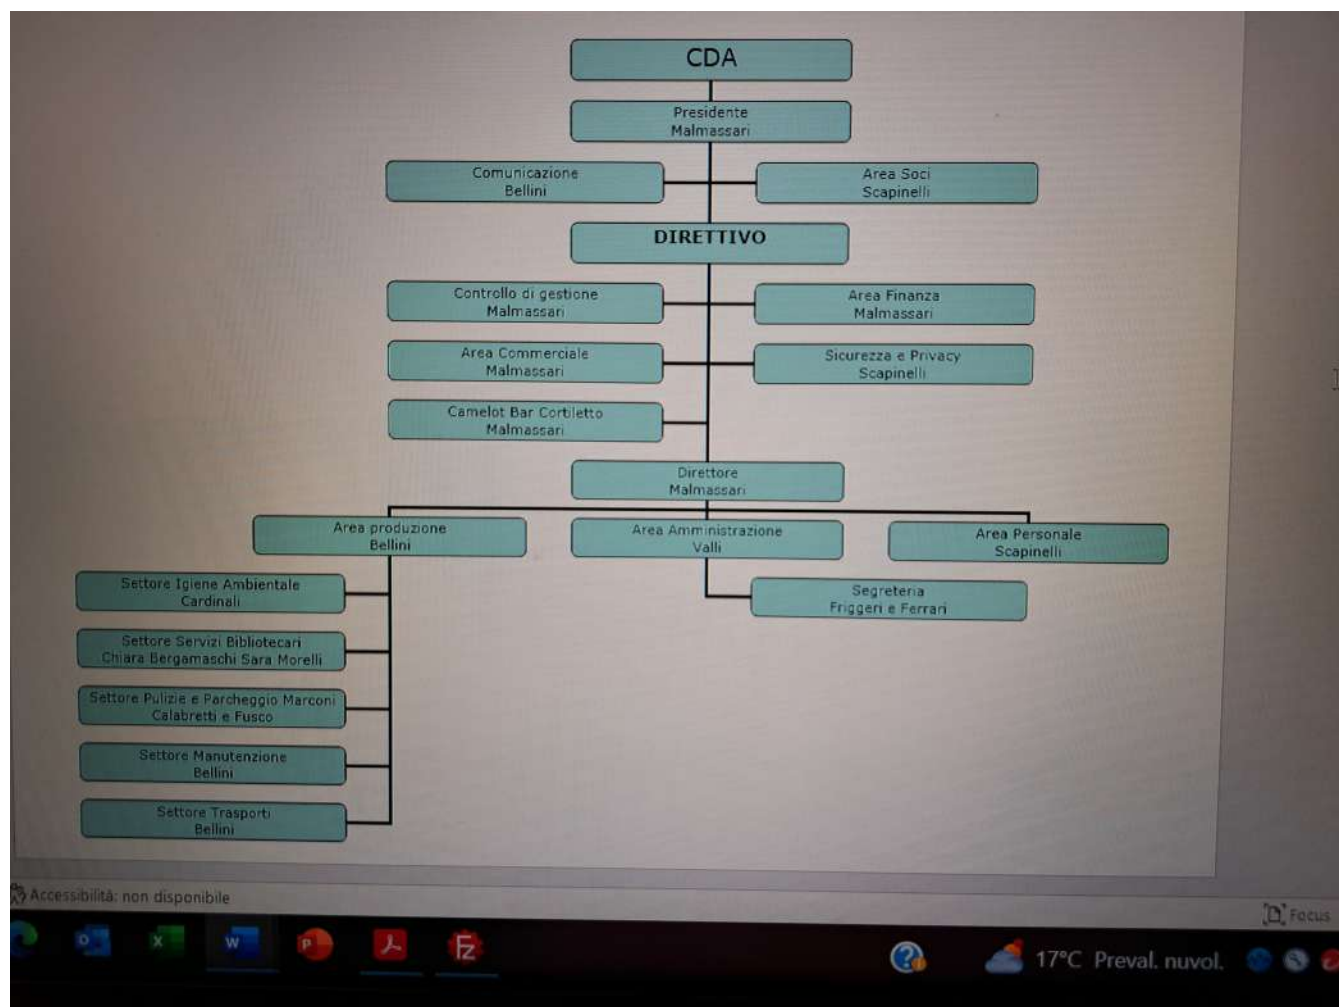 CDA
Presidente
Malmassari
Comunicazione
Bellini
Area Soci
Scapinelli
DIRETTIVO
Controllo di gestione
Malmassari
Area Finanza
Malmassari
Area Commerciale
Malmassari
Sicurezza e Privacy
Scapinelli
Camelot Bar Cortiletto
Malmassari
Direttore
Malmassari
Area produzione
Bellini
Area Amministrazione
Valli
Area Personale
Scapinelli
Settore Igiene Ambientale
Cardinali
Segreteria
Friggeri e Ferrari
Settore Servizi Bibliotecari
Chiara Bergamaschi Sara Morelli
Settore Pulizie e Parcheggio Marconi
Calabretti e Fusco
Settore Manutenzione
Bellini
Settore Trasporti
Bellini
Accessibilità: non disponibile
Focus
17°C Preval. nuvol.